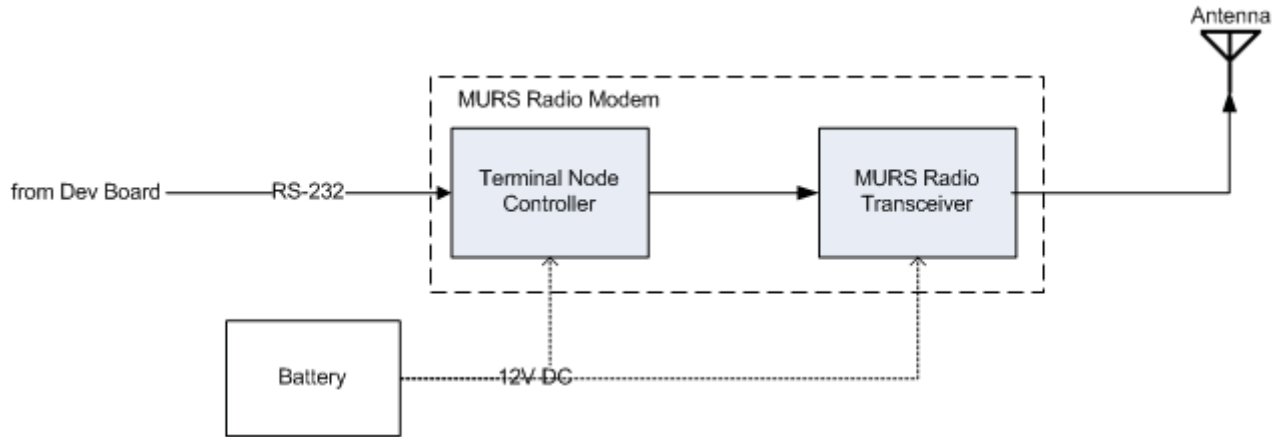 Antenna
MURS Radio Modem
from Dev Board
RS-232
Terminal Node
Controller
MURS Radio
Transceiver
Battery
12V DC